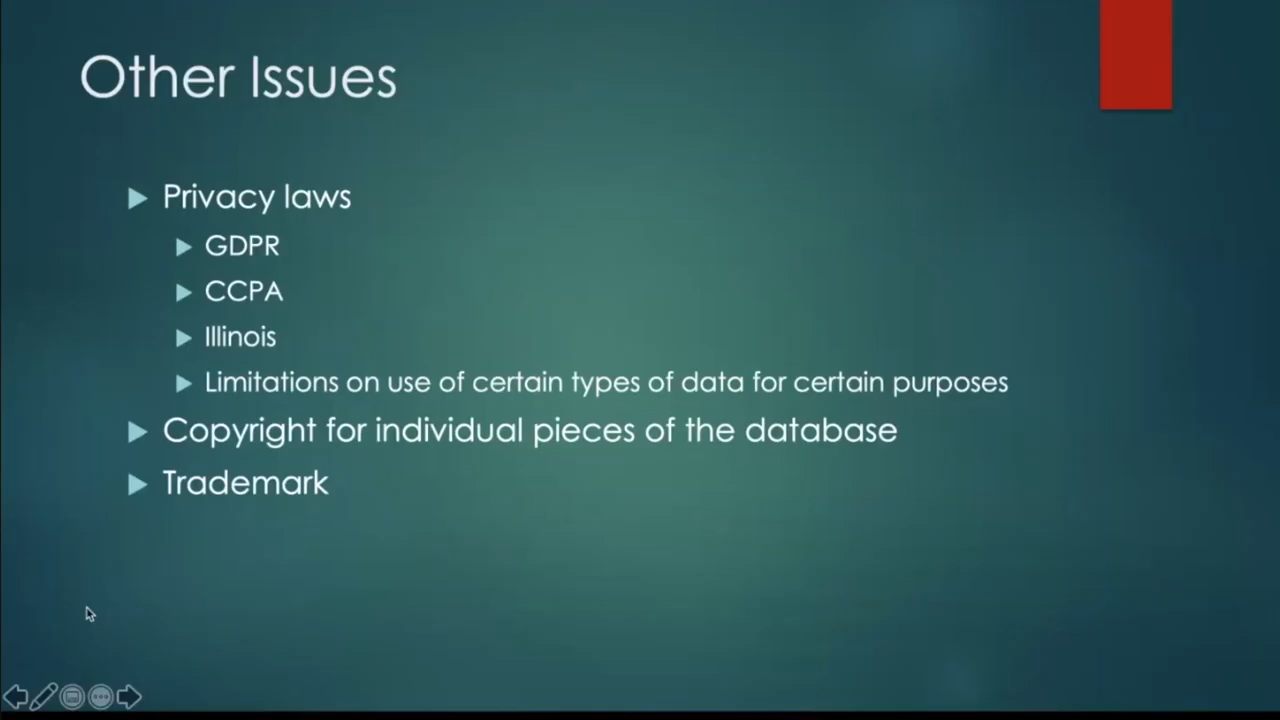 Other Issues
Privacy laws
GDPR
CCPA
Illinois
Limitations on use of certain types of data for certain purposes
Copyright for individual pieces of the database
Trademark